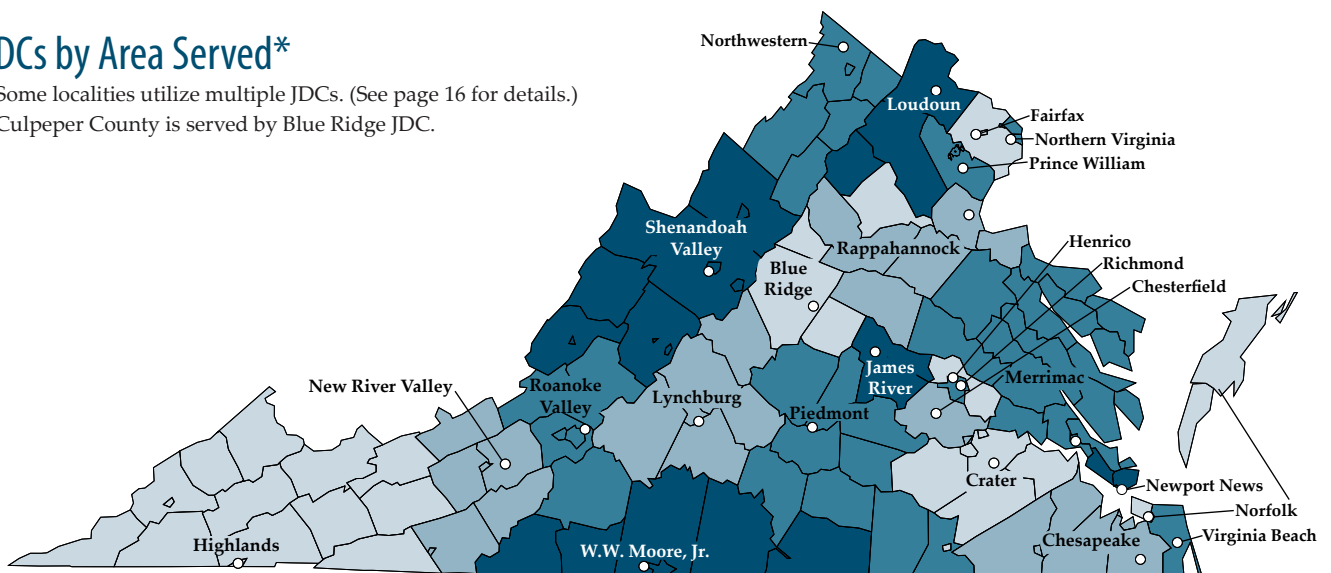 DCs by Area Served*
Some localities utilize multiple JDCs. (See page 16 for details.)
Culpeper County is served by Blue Ridge JDC.
Northwestern
Loudoun
Fairfax
Northern Virginia
Prince William
Shenandoah
Valley
Rappahannock
Henrico
Richmond
Chesterfield
Blue
Ridge
James
River
Merrimac
New River Valley
Roanoke
Valley
Lynchburg
Piedmont
Crater
Newport News
Norfolk
Virginia Beach
Chesapeake
Highlands
W.W. Moore, Jr.